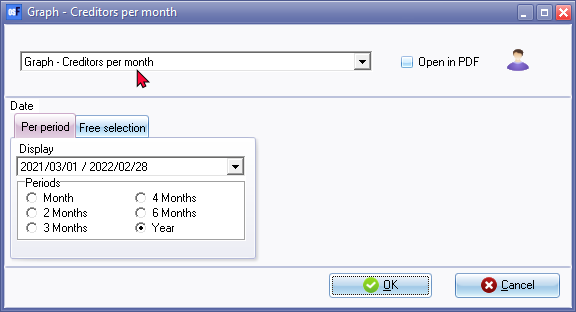 Graph - Creditors per month
Graph - Creditors per month
Open in PDF
Date
Per period
Free selection
Display
2021/03/01 / 2022/02/28
Periods
Month
4 Months
2 Months
6 Months
3 Months
Year
OK
Cancel